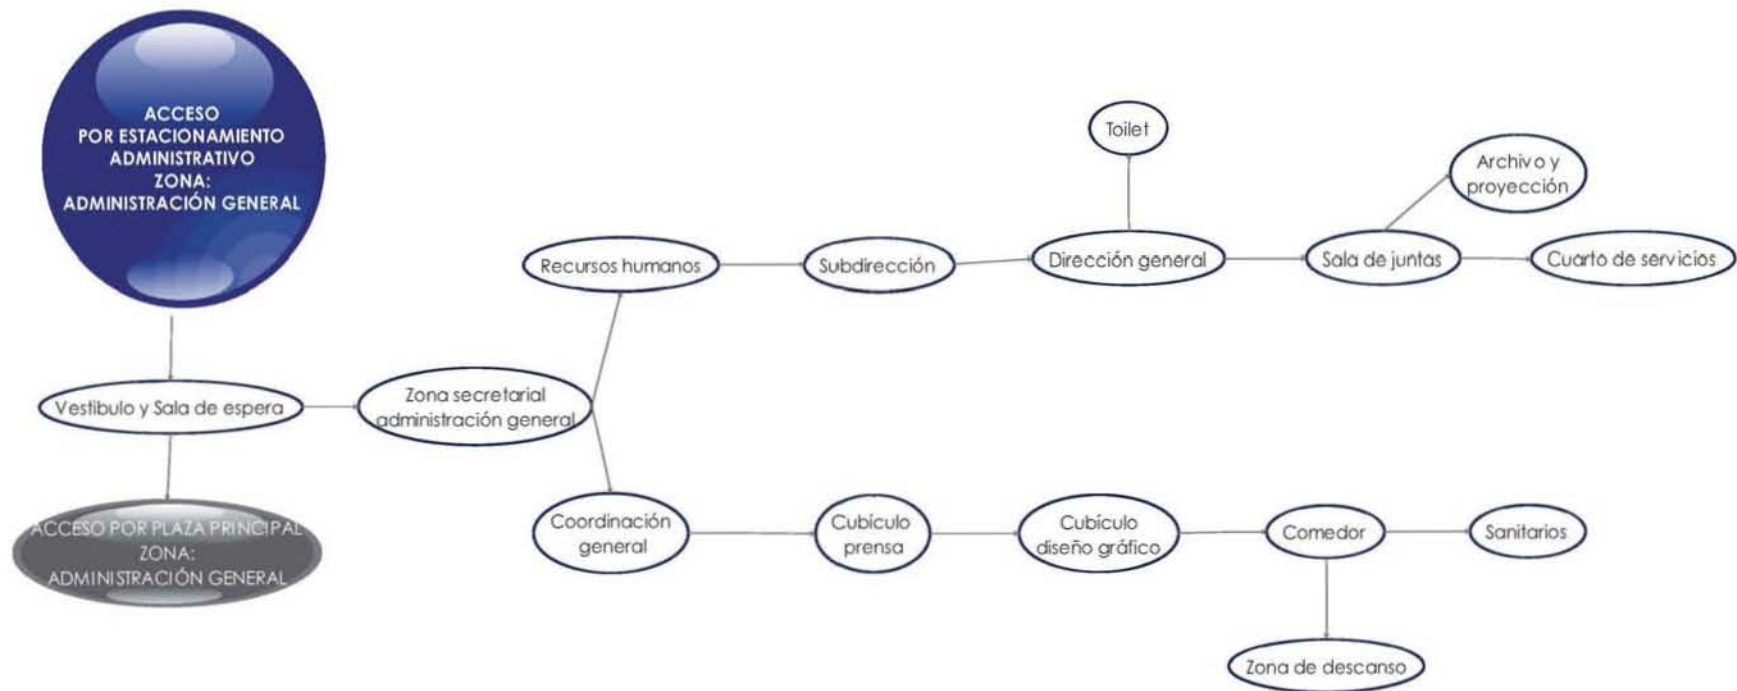 ACCESO
POR ESTACIONAMIENTO
ADMINISTRATIVO
ZONA:
ADMINISTRACIÓN GENERAL
Toilet
Archivo y
proyección
Recursos humanos
Subdirección
Dirección general
Sala de juntas
Cuarto de servicios
Vestíbulo y Sala de espera
Zona secretarial
administración general
ACCESO POR PLAZA PRINCIPAL
ZONA:
ADMINISTRACIÓN GENERAL
Coordinación
general
Cubículo
prensa
Cubículo
diseño gráfico
Comedor
Sanitarios
Zona de descanso